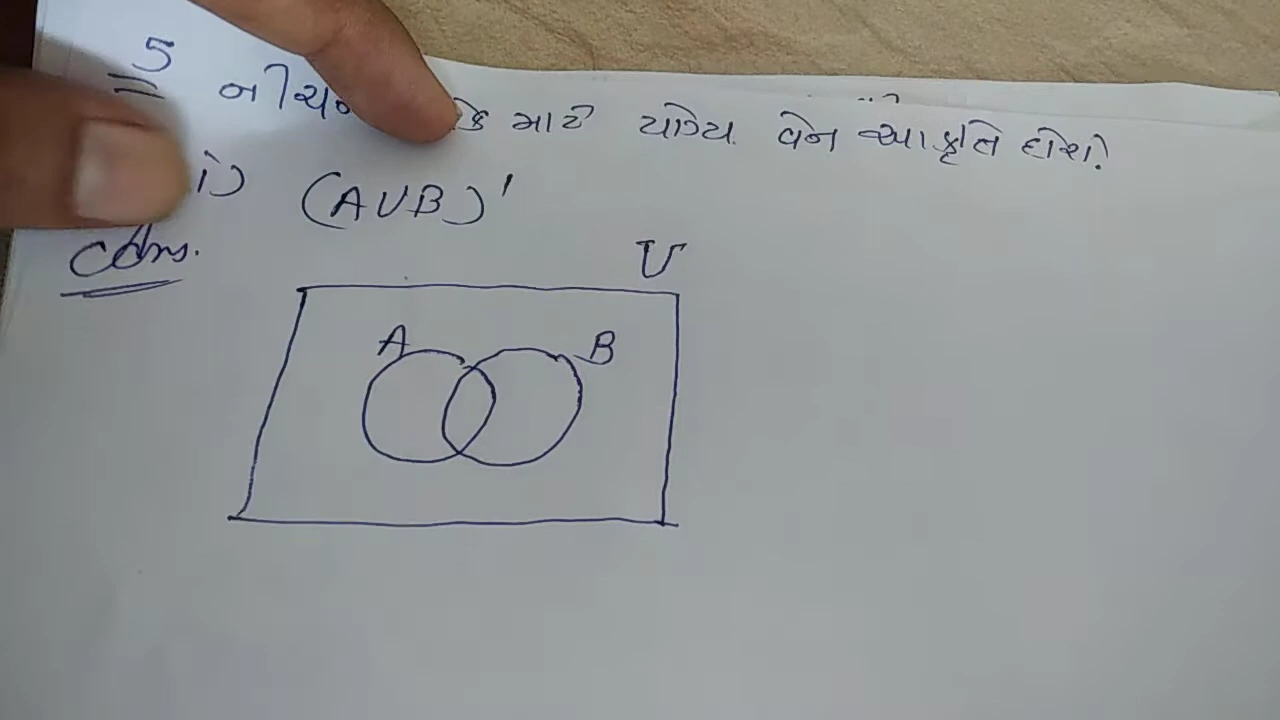 5 નીચેના માટે યોગ્ય વેન આકૃતિ દોરો.
i) (AUB)'
Ans.
U
A B